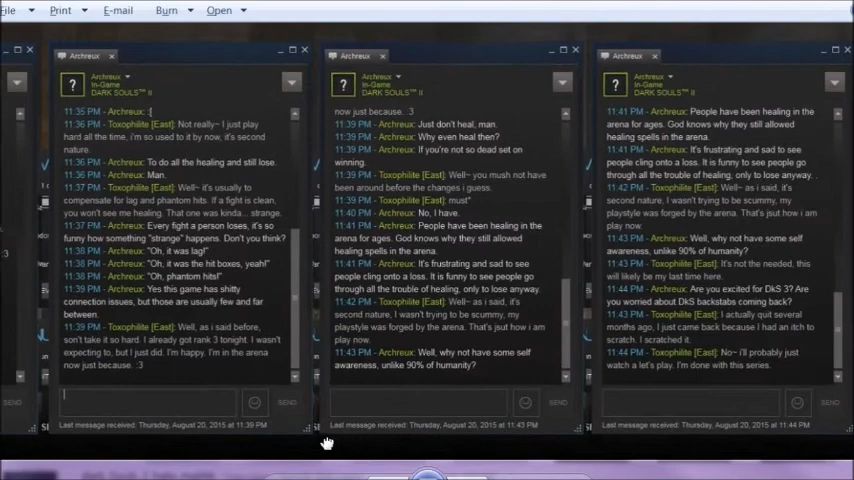 File
Print
E-mail
Burn
Open
Archreux
Archreux
In-Game
DARK SOULS™ II
11:35 PM - Archreux: :[
11:36 PM - Toxophilite [East]: Not really~ I just play
hard all the time, i'm so used to it by now, it's second
nature.
11:36 PM - Archreux: To do all the healing and still lose.
11:36 PM - Archreux: Man.
11:37 PM - Toxophilite [East]: Well~ it's usually to
compensate for lag and phantom hits. If a fight is clean,
you won't see me healing. That one was kinda... strange.
11:37 PM - Archreux: Every fight a person loses, it's so
funny how something "strange" happens. Don't you think?
11:38 PM - Archreux: "Oh, it was lag!"
11:38 PM - Archreux: "Oh, it was the hit boxes, yeah!"
11:38 PM - Archreux: "Oh, phantom hits!"
11:39 PM - Archreux: Yes this game has shitty
connection issues, but those are usually few and far
between.
11:39 PM - Toxophilite [East]: Well, as i said before,
son't take it so hard. I already got rank 3 tonight. I wasn't
expecting to, but I just did. I'm happy. I'm in the arena
now just because. :3
SEND
SEND
Last message received: Thursday, August 20, 2015 at 11:39 PM
Archreux
Archreux
In-Game
DARK SOULS™ II
now just because. :3
11:39 PM - Archreux: Just don't heal, man.
11:39 PM - Archreux: Why even heal then?
11:39 PM - Archreux: If you're not so dead set on
winning.
11:39 PM - Toxophilite [East]: Well~ you mush not have
been around before the changes i guess.
11:39 PM - Toxophilite [East]: must*
11:40 PM - Archreux: No, I have.
11:41 PM - Archreux: People have been healing in the
arena for ages. God knows why they still allowed
healing spells in the arena.
11:41 PM - Archreux: It's frustrating and sad to see
people cling onto a loss. It is funny to see people go
through all the trouble of healing, only to lose anyway.
11:42 PM - Toxophilite [East]: Well~ as i said, it's
second nature, I wasn't trying to be scummy, my
playstyle was forged by the arena. That's jsut how i am
play now.
11:43 PM - Archreux: Well, why not have some self
awareness, unlike 90% of humanity?
SEND
Last message received: Thursday, August 20, 2015 at 11:43 PM
Archreux
Archreux
In-Game
DARK SOULS™ II
11:41 PM - Archreux: People have been healing in the
arena for ages. God knows why they still allowed
healing spells in the arena.
11:41 PM - Archreux: It's frustrating and sad to see
people cling onto a loss. It is funny to see people go
through all the trouble of healing, only to lose anyway.
11:42 PM - Toxophilite [East]: Well~ as i said, it's
second nature, I wasn't trying to be scummy, my
playstyle was forged by the arena. That's jsut how i am
play now.
11:43 PM - Archreux: Well, why not have some self
awareness, unlike 90% of humanity?
11:43 PM - Toxophilite [East]: It's not the needed, this
will likely be my last time here.
11:44 PM - Archreux: Are you excited for DkS 3? Are
you worried about DkS backstabs coming back?
11:43 PM - Toxophilite [East]: I actually quit several
months ago, I just came back because I had an itch to
scratch. I scratched it.
11:44 PM - Toxophilite [East]: No~ i'll probably just
watch a let's play. I'm done with this series.
SEND
Last message received: Thursday, August 20, 2015 at 11:44 PM